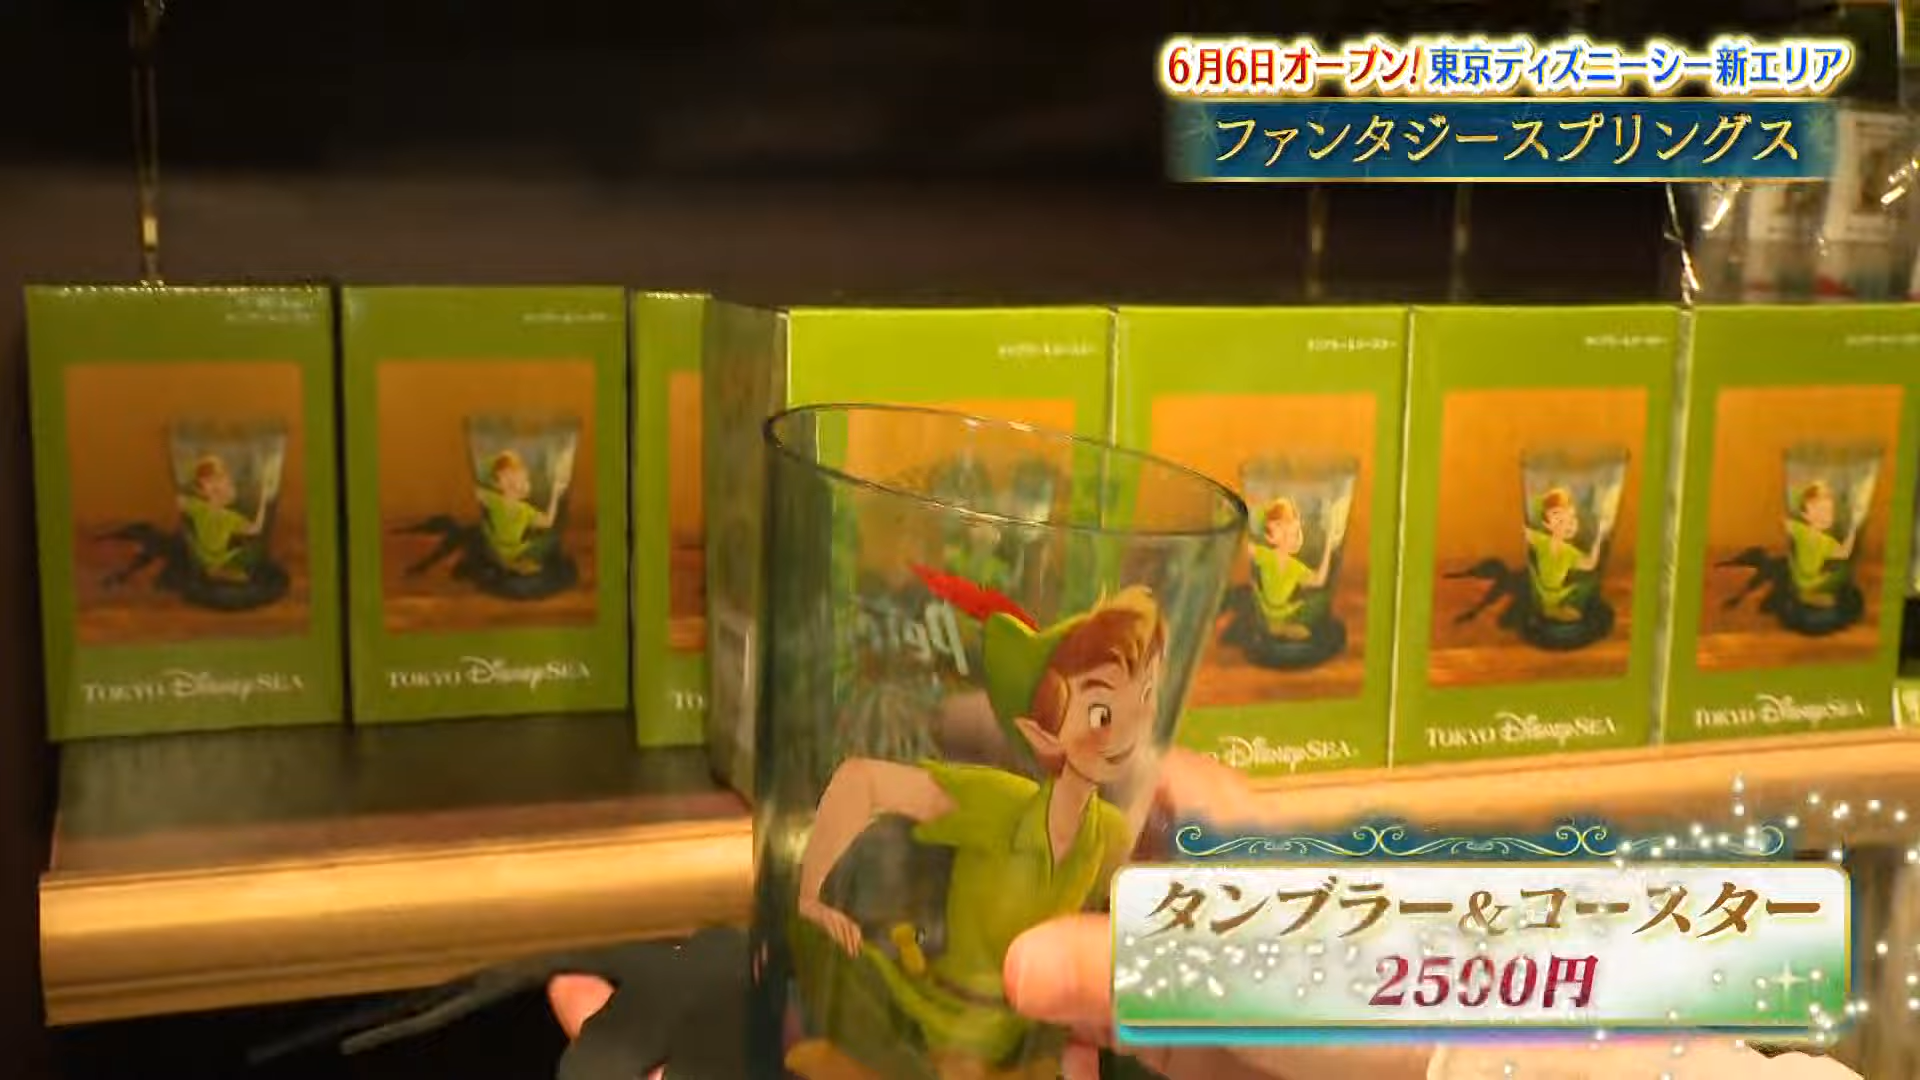 6月6日オープン!東京ディズニーシー新エリア
ファンタジースプリングス
TOKYO DisneySEA
TOKYO DisneySEA
TO
DisneySEA
TOKYO DisneySEA
TOKYO DisneySEA
タンブラー&コースター
2500円